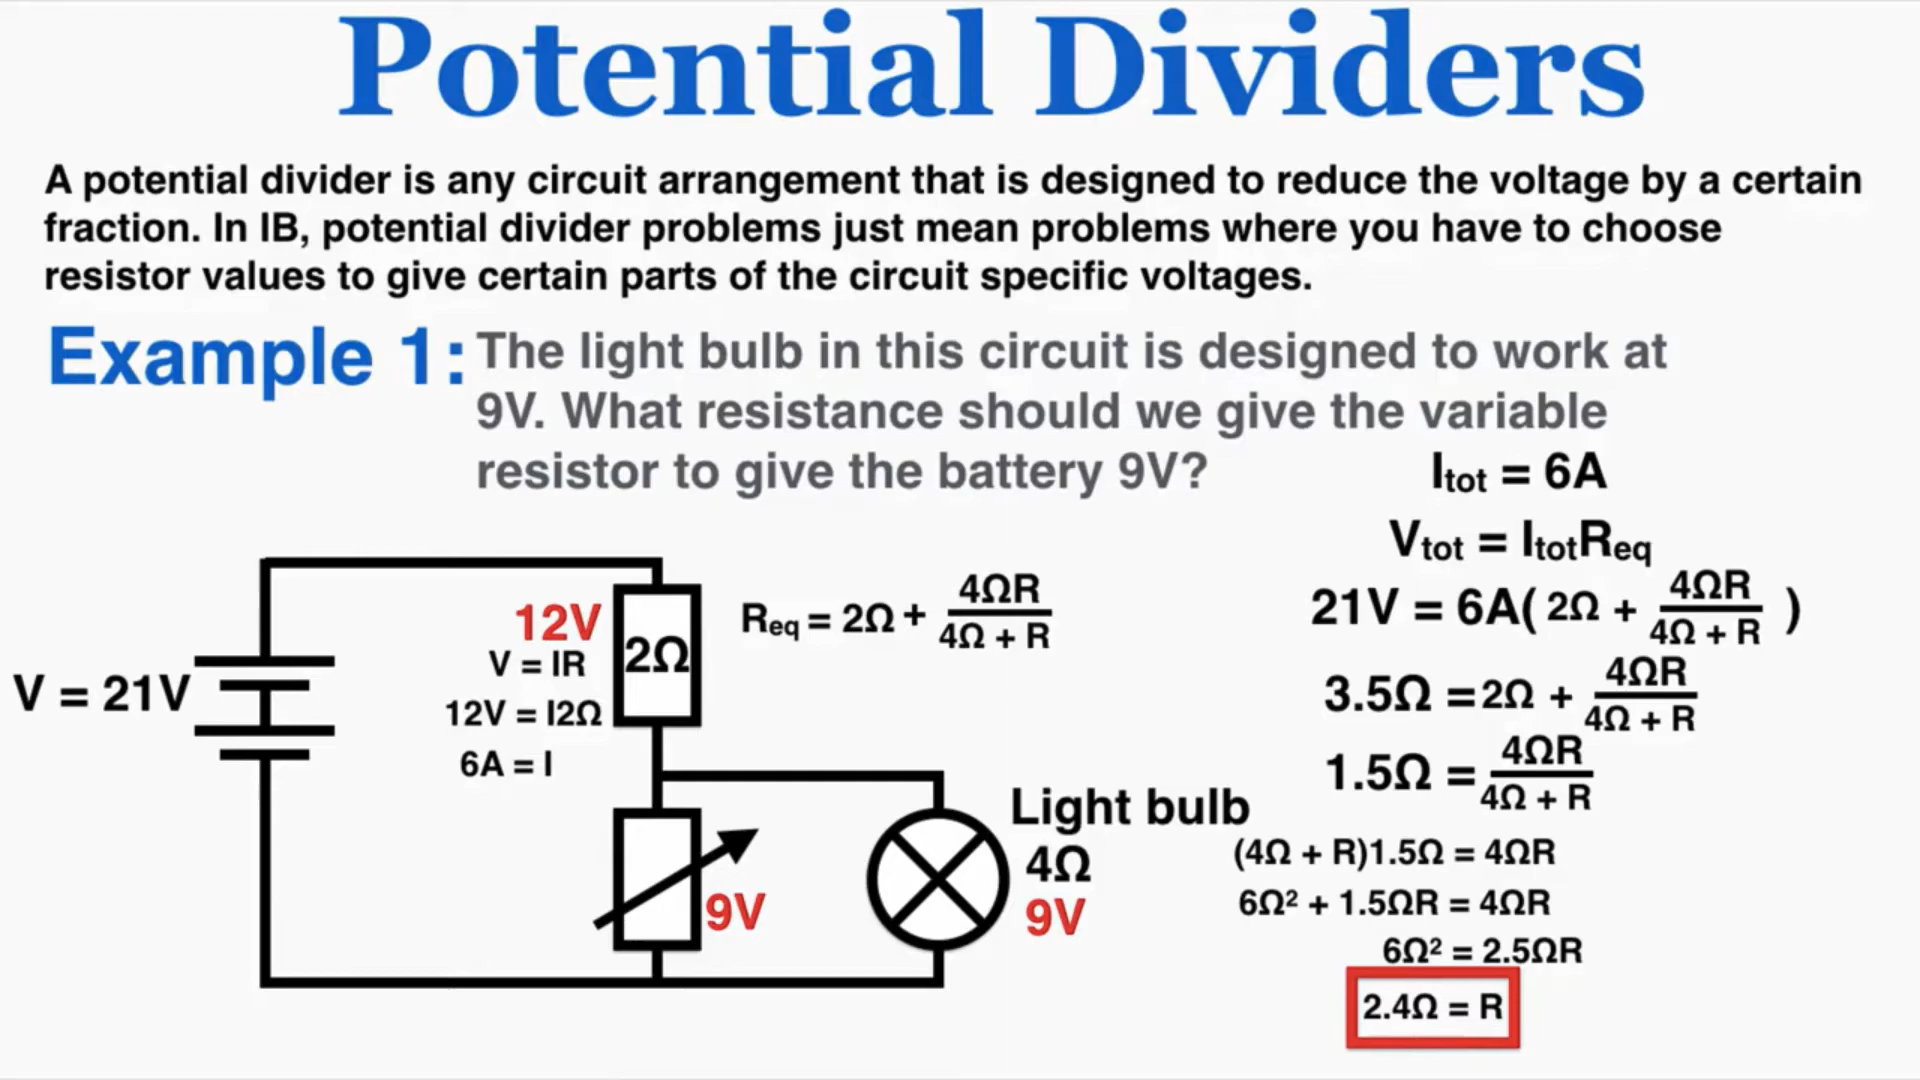 Potential Dividers
A potential divider is any circuit arrangement that is designed to reduce the voltage by a certain
fraction. In IB, potential divider problems just mean problems where you have to choose
resistor values to give certain parts of the circuit specific voltages.
Example 1: The light bulb in this circuit is designed to work at
9V. What resistance should we give the variable
resistor to give the battery 9V?
V = 21V
12V
V = IR
12V = I2Ω
6A = I
2Ω
Req = 2Ω + 4ΩR / 4Ω + R
9V
Light bulb
4Ω
9V
Itot = 6A
Vtot = ItotReq
21V = 6A( 2Ω + 4ΩR / 4Ω + R )
3.5Ω = 2Ω + 4ΩR / 4Ω + R
1.5Ω = 4ΩR / 4Ω + R
(4Ω + R)1.5Ω = 4ΩR
6Ω² + 1.5ΩR = 4ΩR
6Ω² = 2.5ΩR
2.4Ω = R